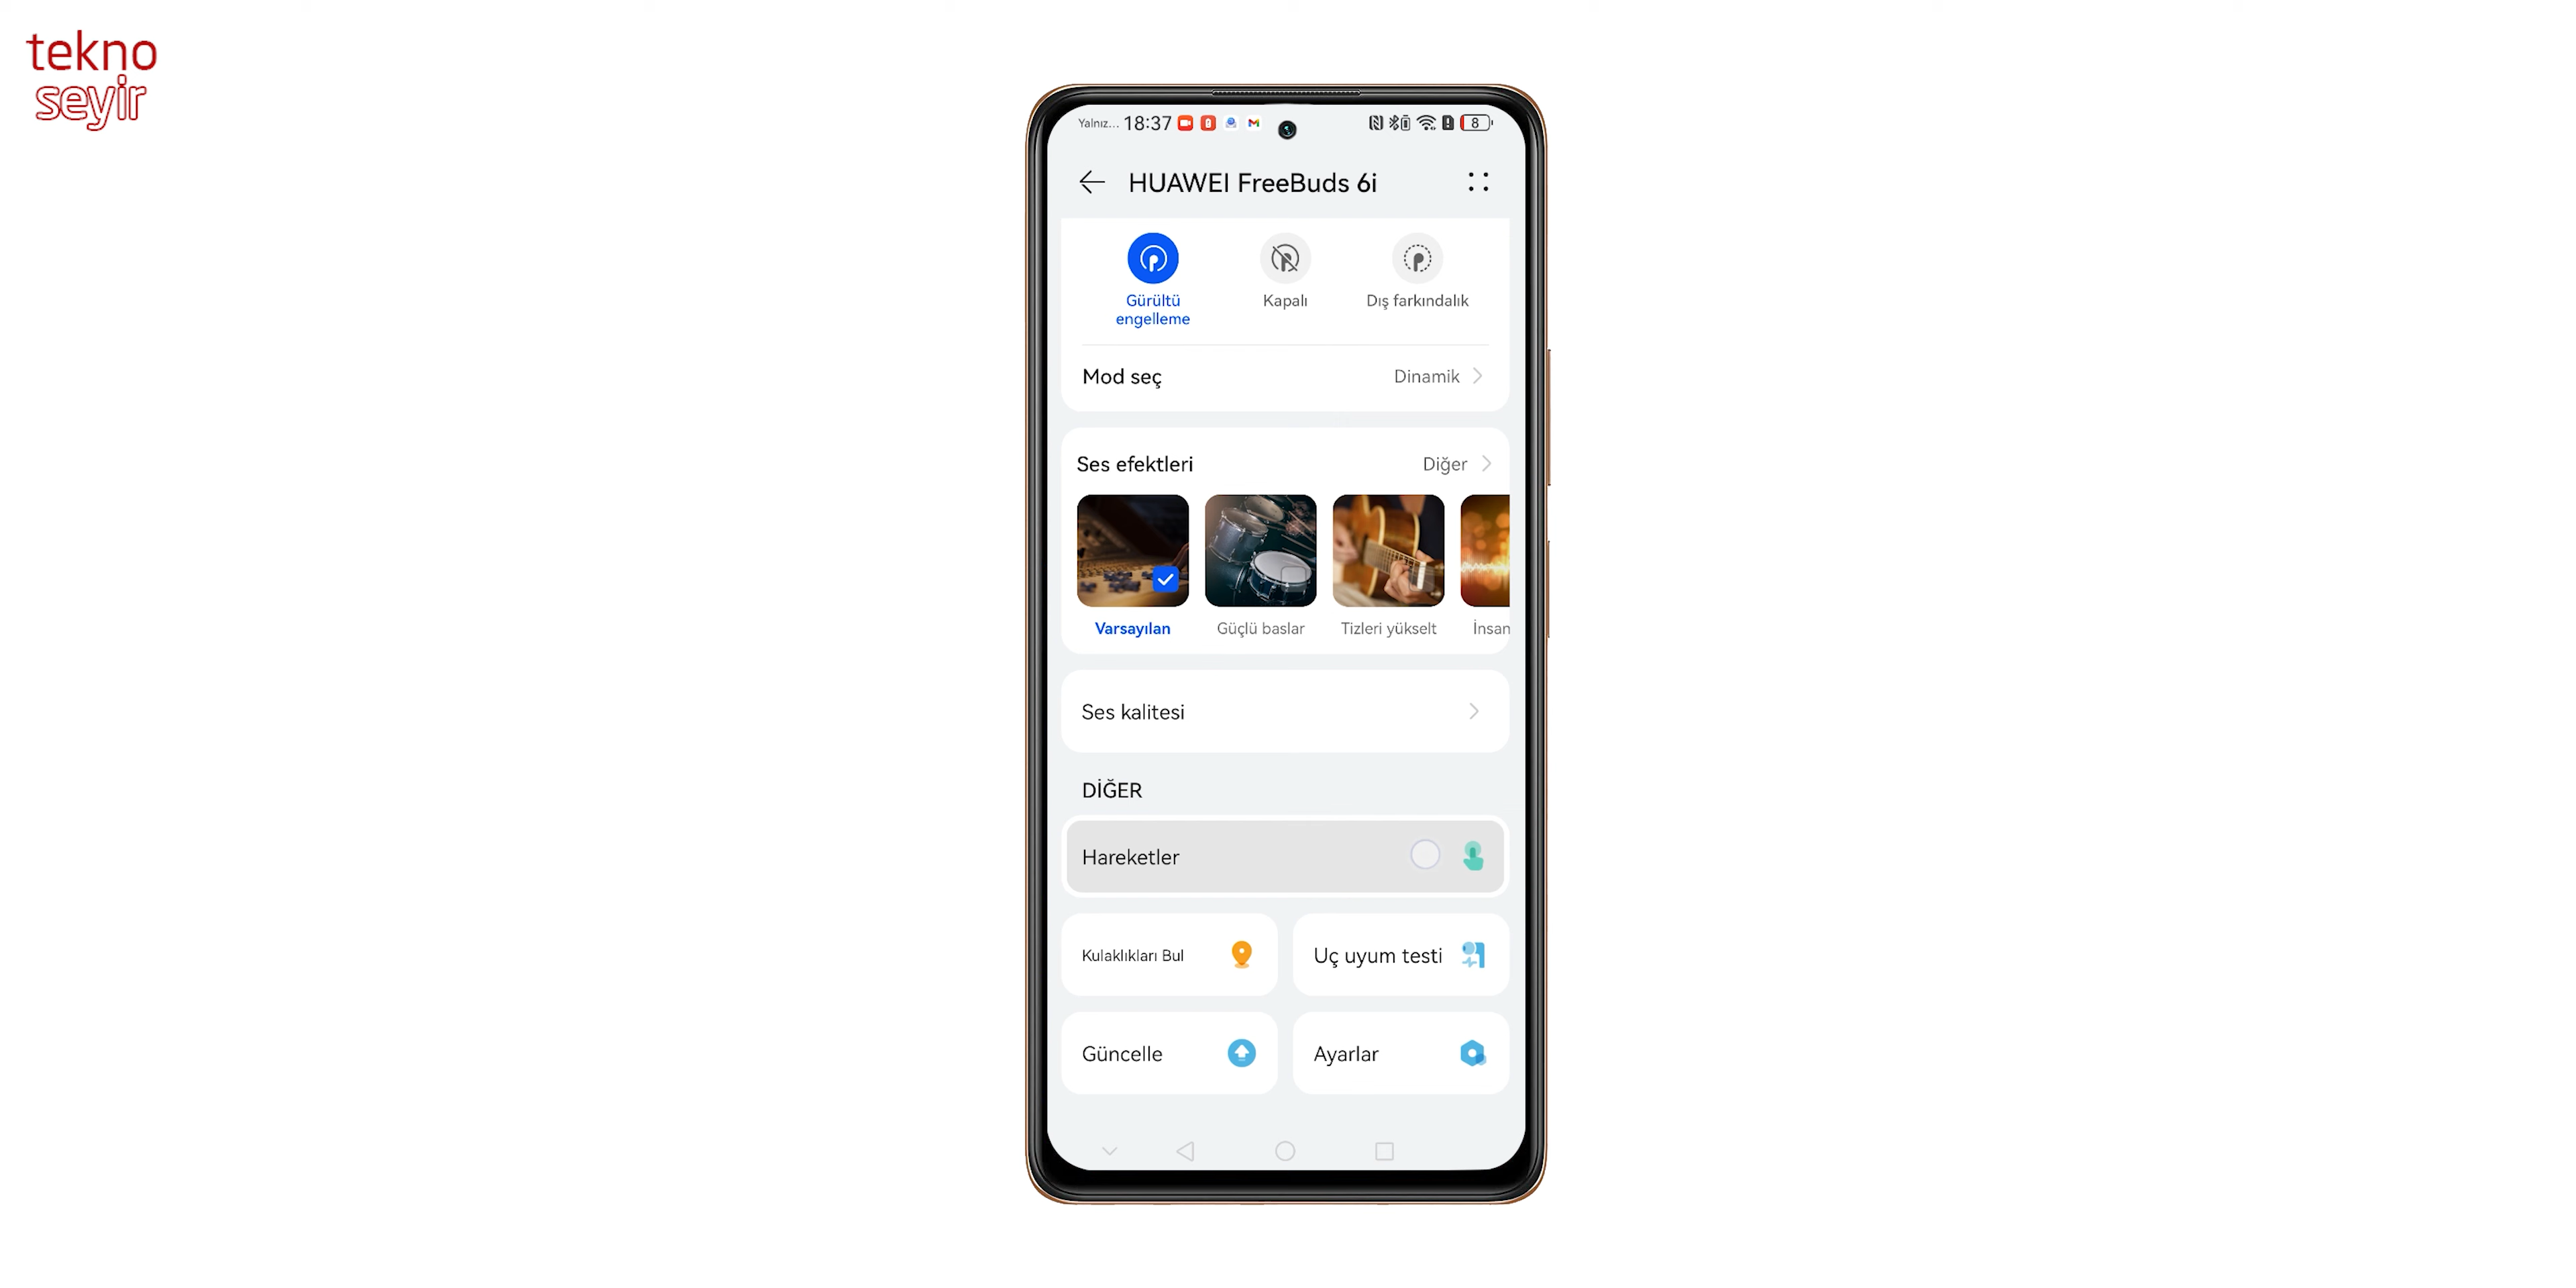 tekno
seyir
Yalnız... 18:37 8
HUAWEI FreeBuds 6i
Gürültü
engelleme
Kapalı
Dış farkındalık
Mod seç
Dinamik
Ses efektleri
Diğer
Varsayılan
Güçlü baslar
Tizleri yükselt
İnsan
Ses kalitesi
DİĞER
Hareketler
Kulaklıkları Bul
Uç uyum testi
Güncelle
Ayarlar